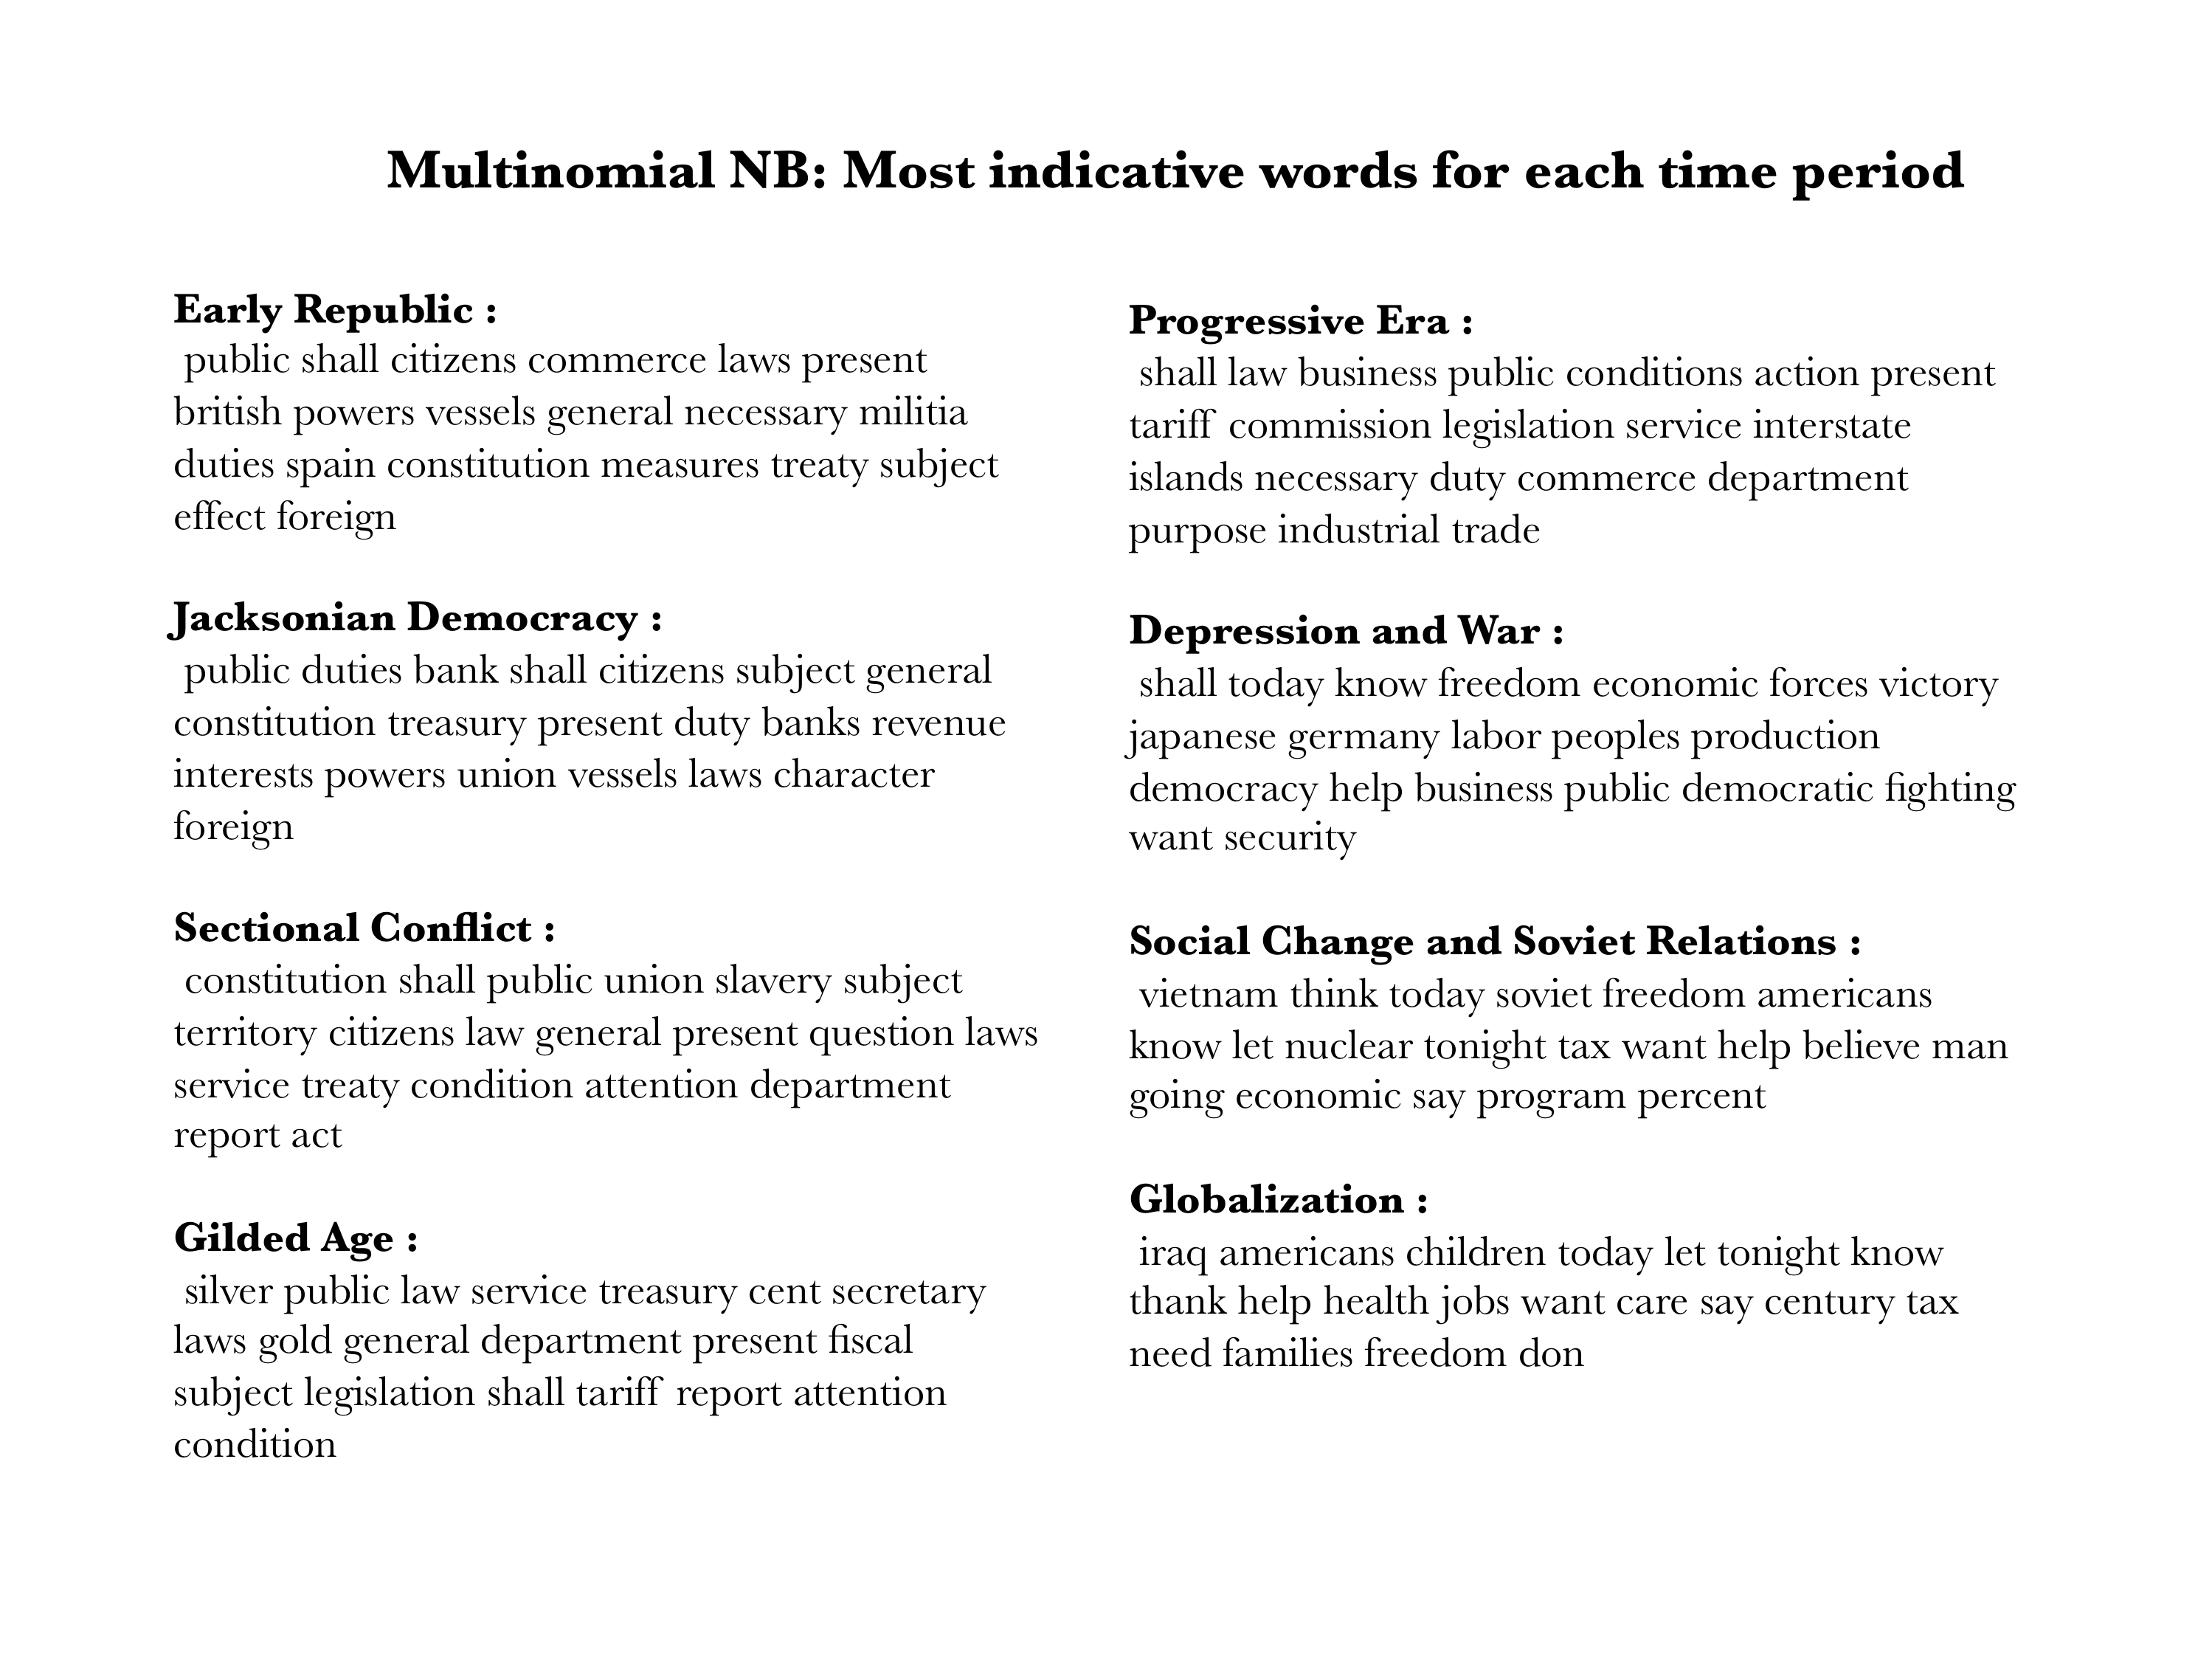 Multinomial NB: Most indicative words for each time period
Early Republic :
public shall citizens commerce laws present
british powers vessels general necessary militia
duties spain constitution measures treaty subject
effect foreign
Jacksonian Democracy :
public duties bank shall citizens subject general
constitution treasury present duty banks revenue
interests powers union vessels laws character
foreign
Sectional Conflict :
constitution shall public union slavery subject
territory citizens law general present question laws
service treaty condition attention department
report act
Gilded Age :
silver public law service treasury cent secretary
laws gold general department present fiscal
subject legislation shall tariff report attention
condition
Progressive Era :
shall law business public conditions action present
tariff commission legislation service interstate
islands necessary duty commerce department
purpose industrial trade
Depression and War :
shall today know freedom economic forces victory
japanese germany labor peoples production
democracy help business public democratic fighting
want security
Social Change and Soviet Relations :
vietnam think today soviet freedom americans
know let nuclear tonight tax want help believe man
going economic say program percent
Globalization :
iraq americans children today let tonight know
thank help health jobs want care say century tax
need families freedom don